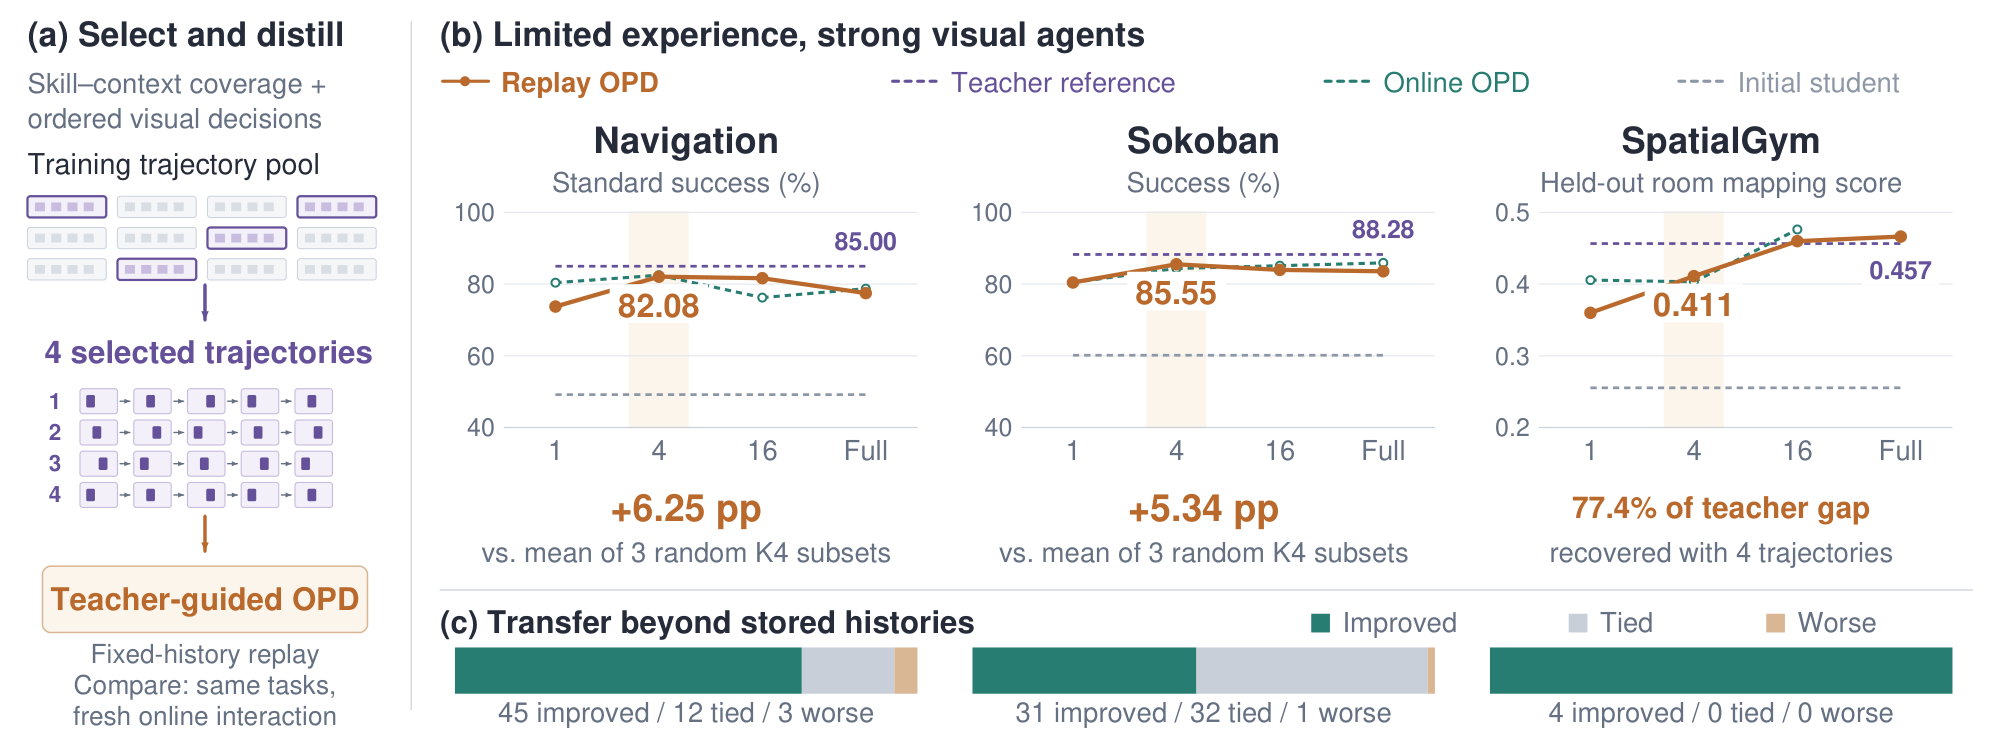 (a) Select and distill
Skill–context coverage +
ordered visual decisions
Training trajectory pool
4 selected trajectories
1
2
3
4
Teacher-guided OPD
Fixed-history replay
Compare: same tasks,
fresh online interaction
(b) Limited experience, strong visual agents
Replay OPD
Teacher reference
Online OPD
Initial student
Navigation
Standard success (%)
100
80
60
40
85.00
82.08
1 4 16 Full
+6.25 pp
vs. mean of 3 random K4 subsets
Sokoban
Success (%)
100
80
60
40
88.28
85.55
1 4 16 Full
+5.34 pp
vs. mean of 3 random K4 subsets
SpatialGym
Held-out room mapping score
0.5
0.4
0.3
0.2
0.457
0.411
1 4 16 Full
77.4% of teacher gap
recovered with 4 trajectories
(c) Transfer beyond stored histories
Improved
Tied
Worse
45 improved / 12 tied / 3 worse
31 improved / 32 tied / 1 worse
4 improved / 0 tied / 0 worse